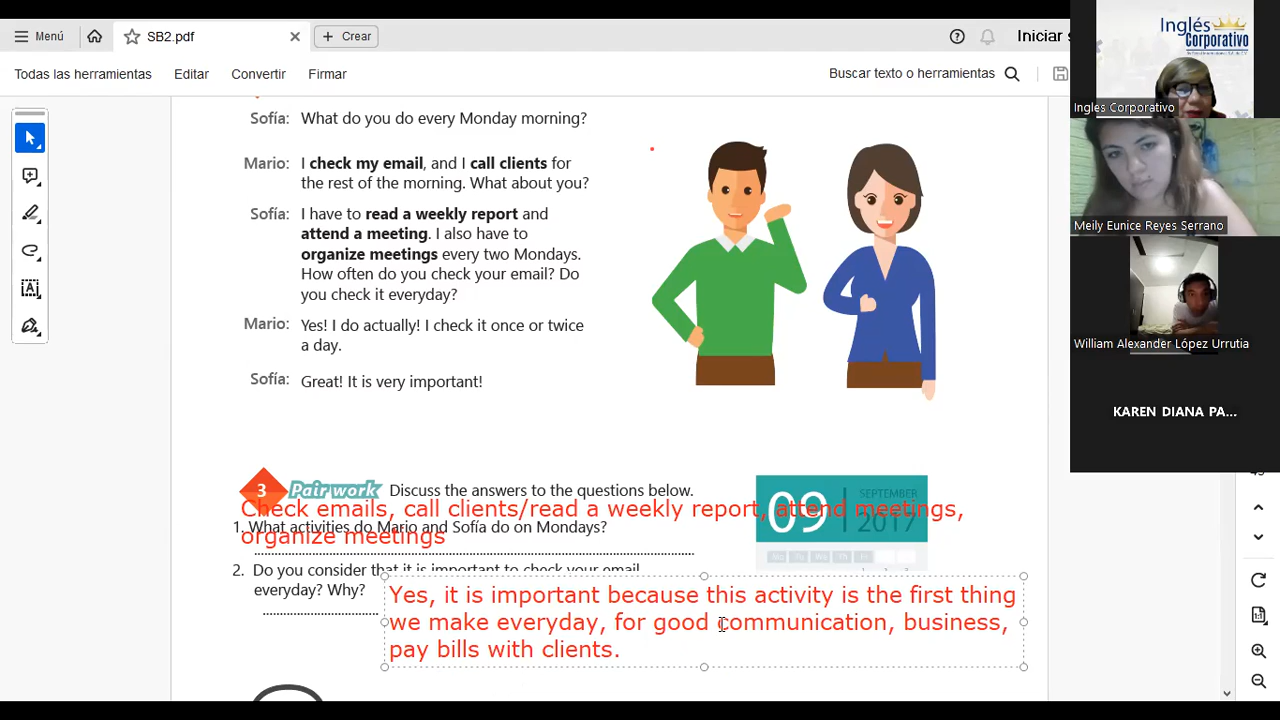 Menú
SB2.pdf
Crear
Iniciar s
Todas las herramientas
Editar
Convertir
Firmar
Buscar texto o herramientas
Inglés
Corporativo
Ingles Corporativo
Meily Eunice Reyes Serrano
William Alexander López Urrutia
KAREN DIANA PA...
Sofía: What do you do every Monday morning?
Mario: I check my email, and I call clients for
the rest of the morning. What about you?
Sofía: I have to read a weekly report and
attend a meeting. I also have to
organize meetings every two Mondays.
How often do you check your email? Do
you check it everyday?
Mario: Yes! I do actually! I check it once or twice
a day.
Sofía: Great! It is very important!
3 Pair work Discuss the answers to the questions below.
Check emails, call clients/read a weekly report, attend meetings,
organize meetings
1. What activities do Mario and Sofía do on Mondays?
09 SEPTEMBER
2017
Mo Tu We Th Fr
2. Do you consider that it is important to check your email
everyday? Why?
Yes, it is important because this activity is the first thing
we make everyday, for good communication, business,
pay bills with clients.